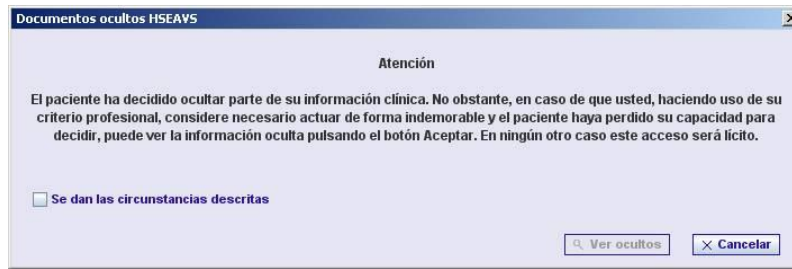 Documentos ocultos HSEAVS
Atención
El paciente ha decidido ocultar parte de su información clínica. No obstante, en caso de que usted, haciendo uso de su
criterio profesional, considere necesario actuar de forma indemorable y el paciente haya perdido su capacidad para
decidir, puede ver la información oculta pulsando el botón Aceptar. En ningún otro caso este acceso será lícito.
Se dan las circunstancias descritas
Ver ocultos
Cancelar